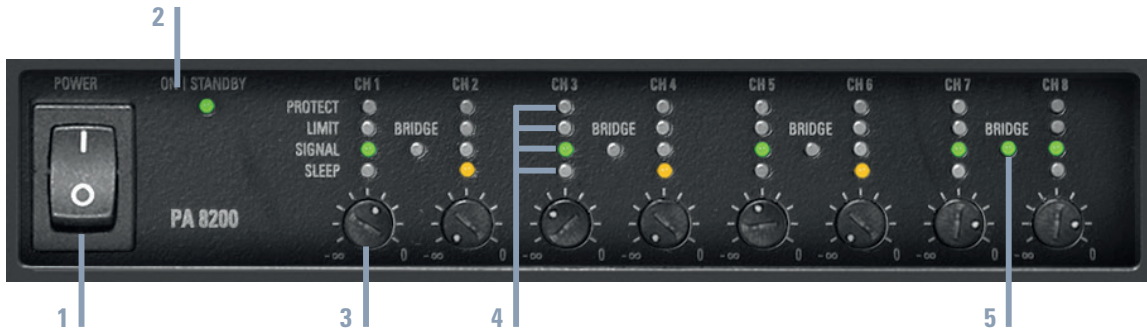 2
POWER
ON | STANDBY
CH 1
CH 2
CH 3
CH 4
CH 5
CH 6
CH 7
CH 8
PROTECT
LIMIT
BRIDGE
BRIDGE
BRIDGE
BRIDGE
SIGNAL
SLEEP
PA 8200
-∞ 0 -∞ 0 -∞ 0 -∞ 0 -∞ 0 -∞ 0 -∞ 0 -∞ 0
1
3
4
5